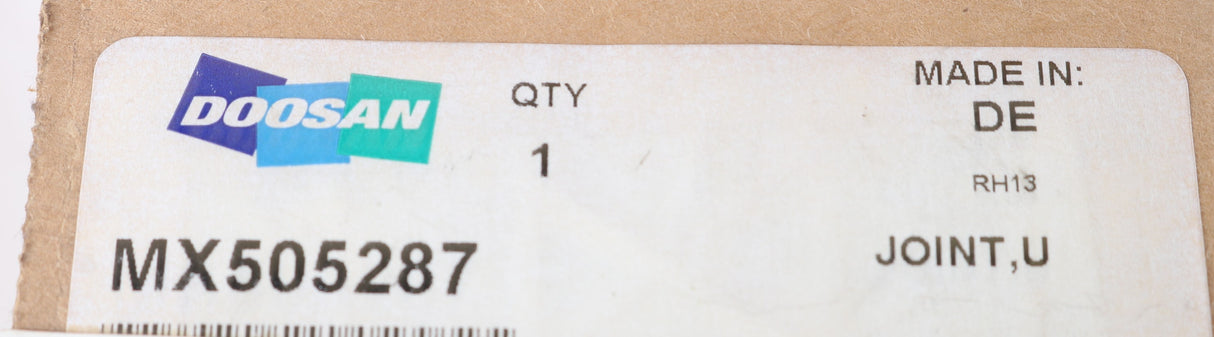 DOOSAN
QTY
1
MADE IN:
DE
RH13
MX505287
JOINT,U